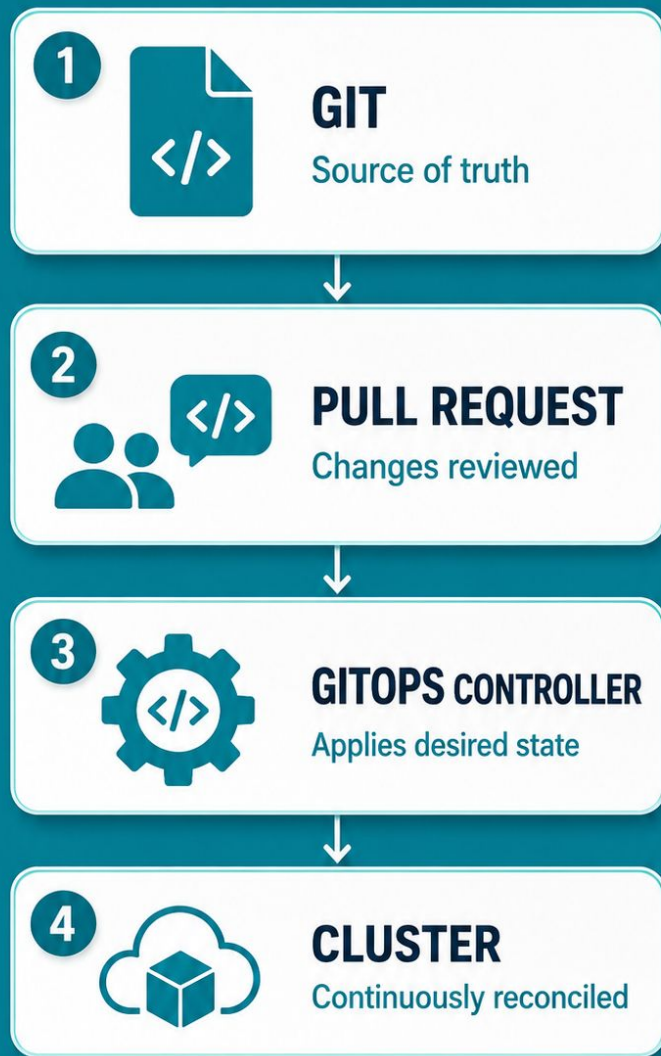 1
</>
GIT
Source of truth
2
</>
PULL REQUEST
Changes reviewed
3
</>
GITOPS CONTROLLER
Applies desired state
4
CLUSTER
Continuously reconciled